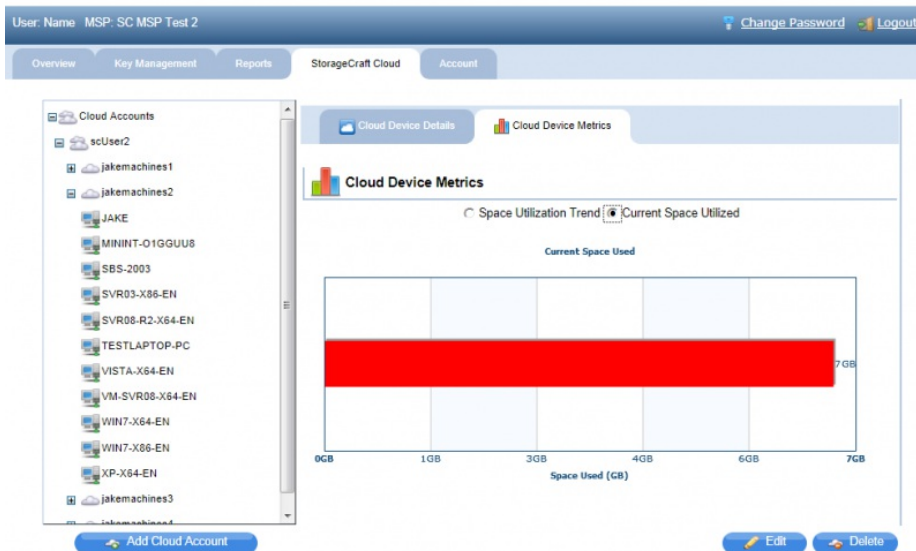 User: Name MSP: SC MSP Test 2
Change Password Logout
Overview Key Management Reports StorageCraft Cloud Account
Cloud Accounts
scUser2
jakemachines1
jakemachines2
JAKE
MININT-O1GGUU8
SBS-2003
SVR03-X86-EN
SVR08-R2-X64-EN
TESTLAPTOP-PC
VISTA-X64-EN
VM-SVR08-X64-EN
WIN7-X64-EN
WIN7-X86-EN
XP-X64-EN
jakemachines3
jakemachines4
Add Cloud Account
Cloud Device Details Cloud Device Metrics
Cloud Device Metrics
Space Utilization Trend Current Space Utilized
Current Space Used
7GB
0GB 1GB 3GB 4GB 6GB 7GB
Space Used (GB)
Edit Delete